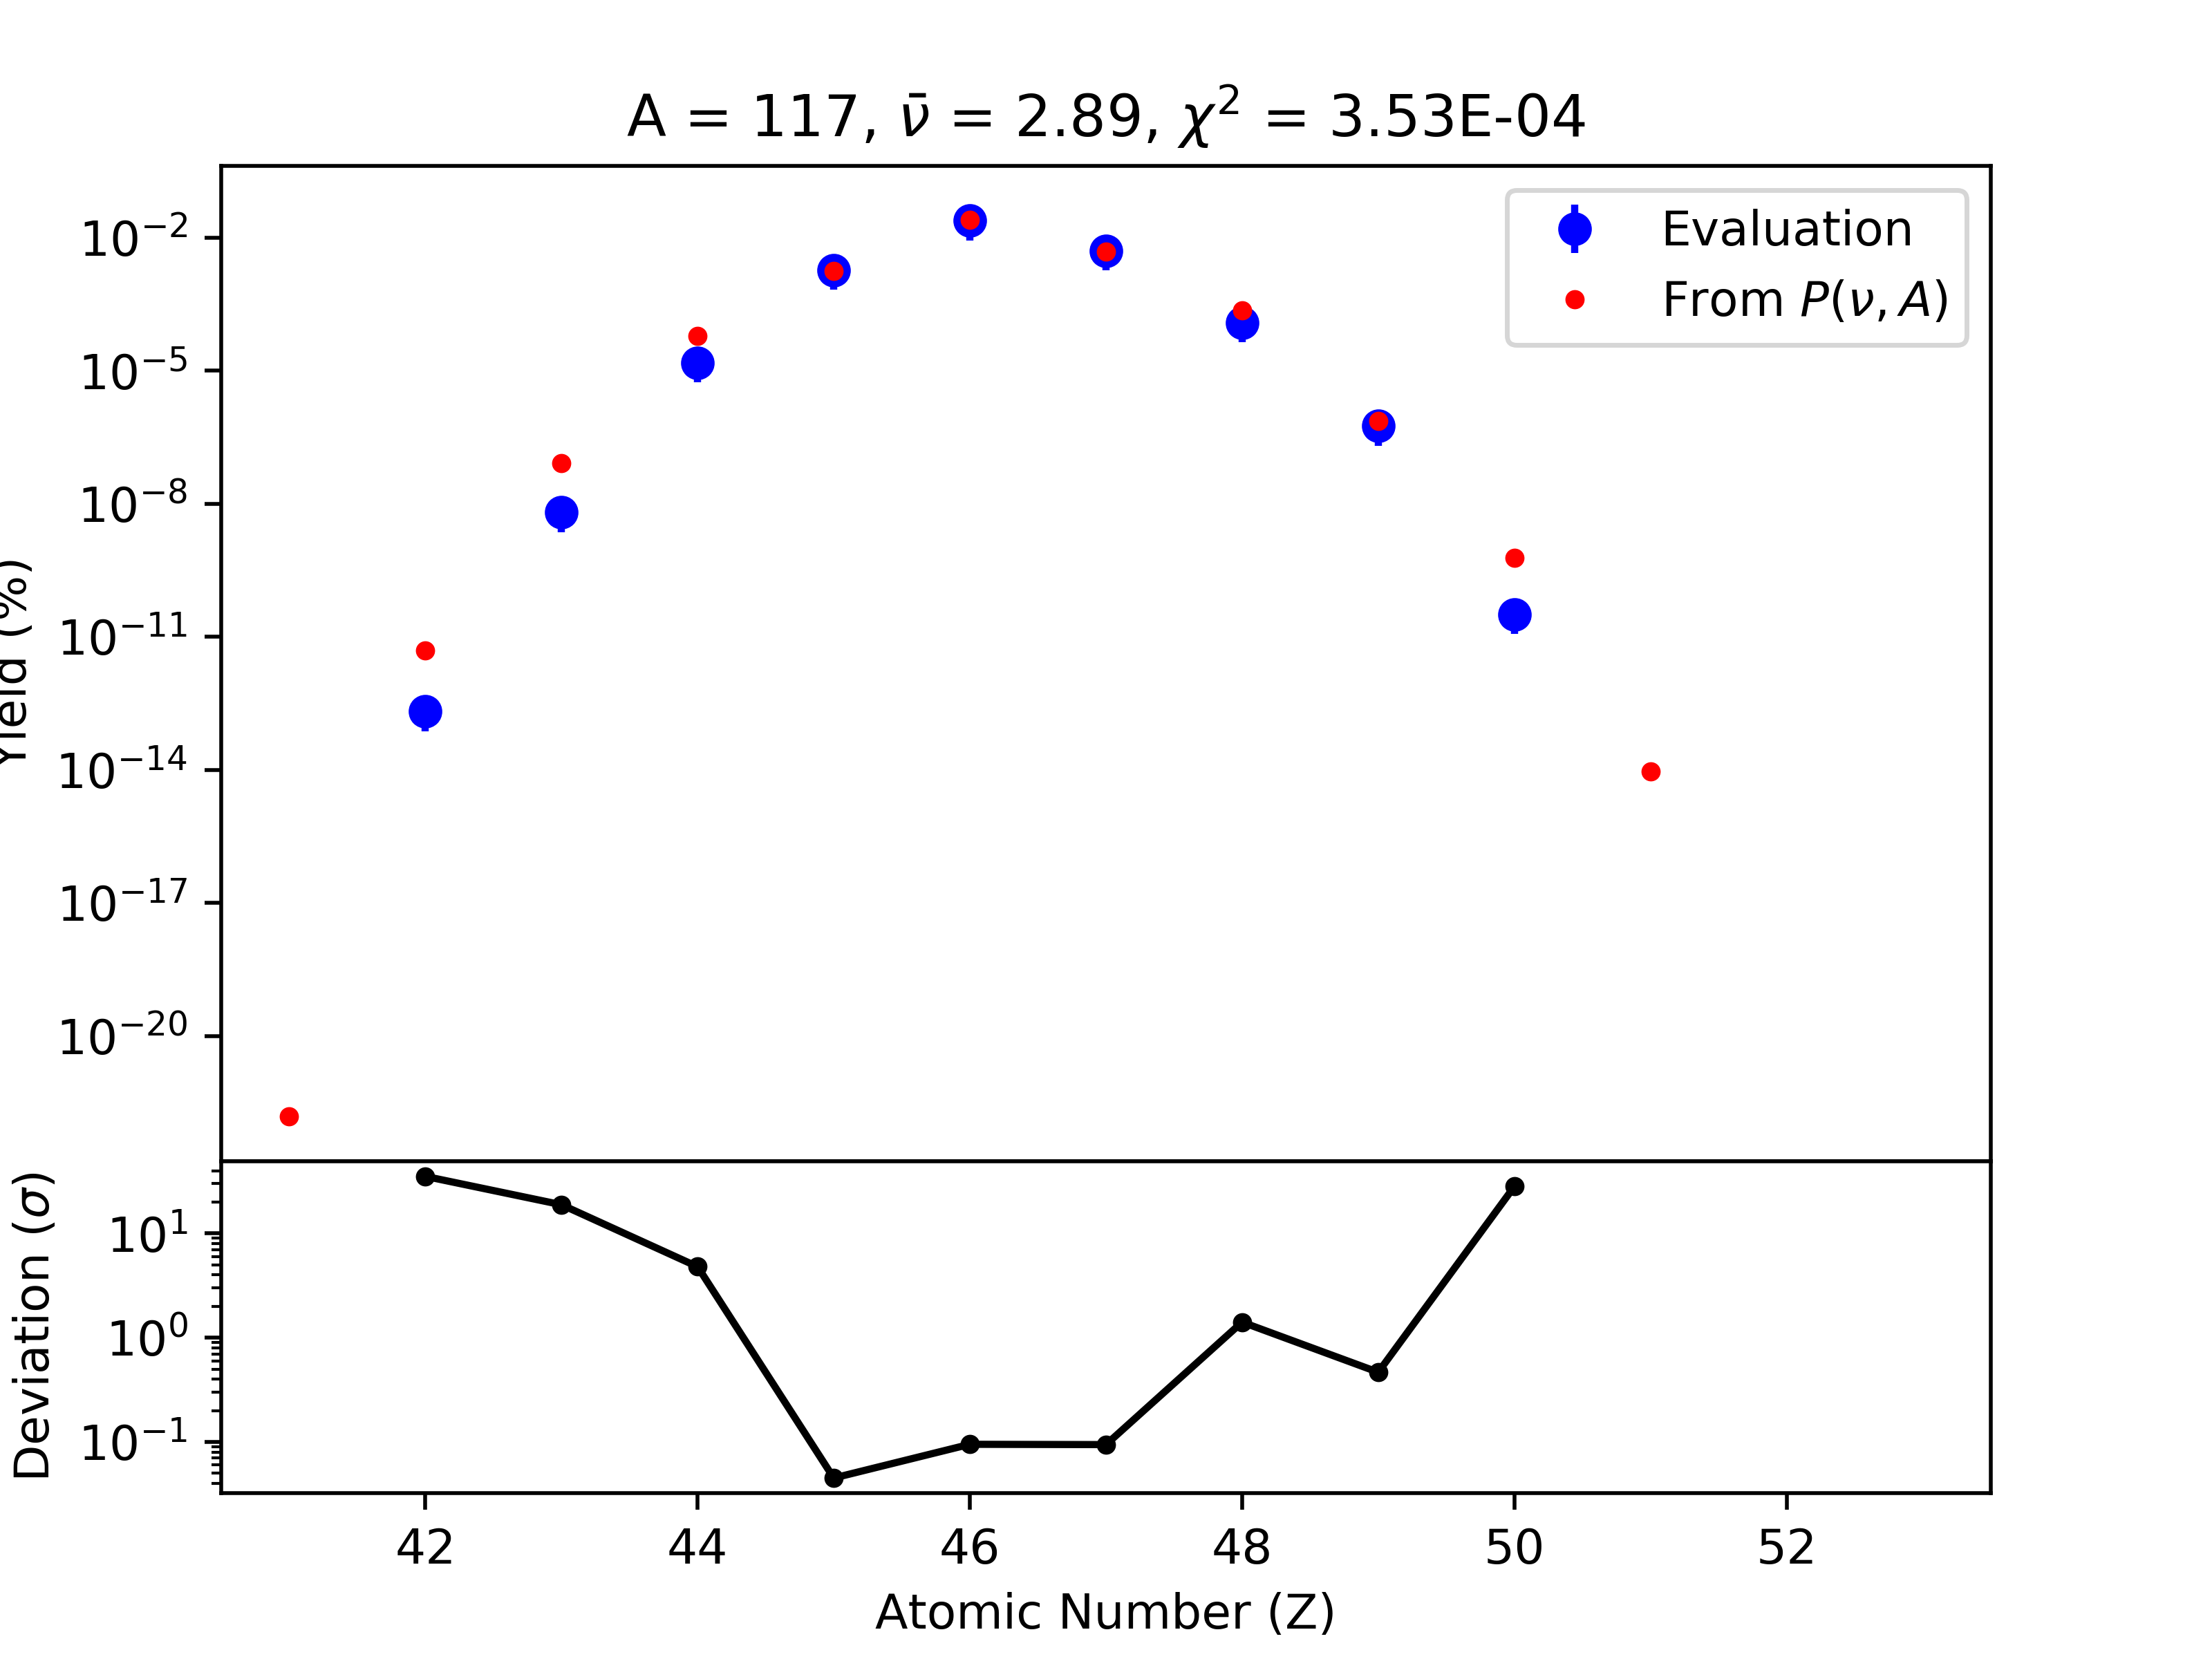 A = 117, ν̄ = 2.89, χ² = 3.53E-04
Evaluation
From P(ν, A)
10⁻²
10⁻⁵
10⁻⁸
10⁻¹¹
10⁻¹⁴
10⁻¹⁷
10⁻²⁰
Yield (%)
10¹
10⁰
10⁻¹
Deviation (σ)
42 44 46 48 50 52
Atomic Number (Z)